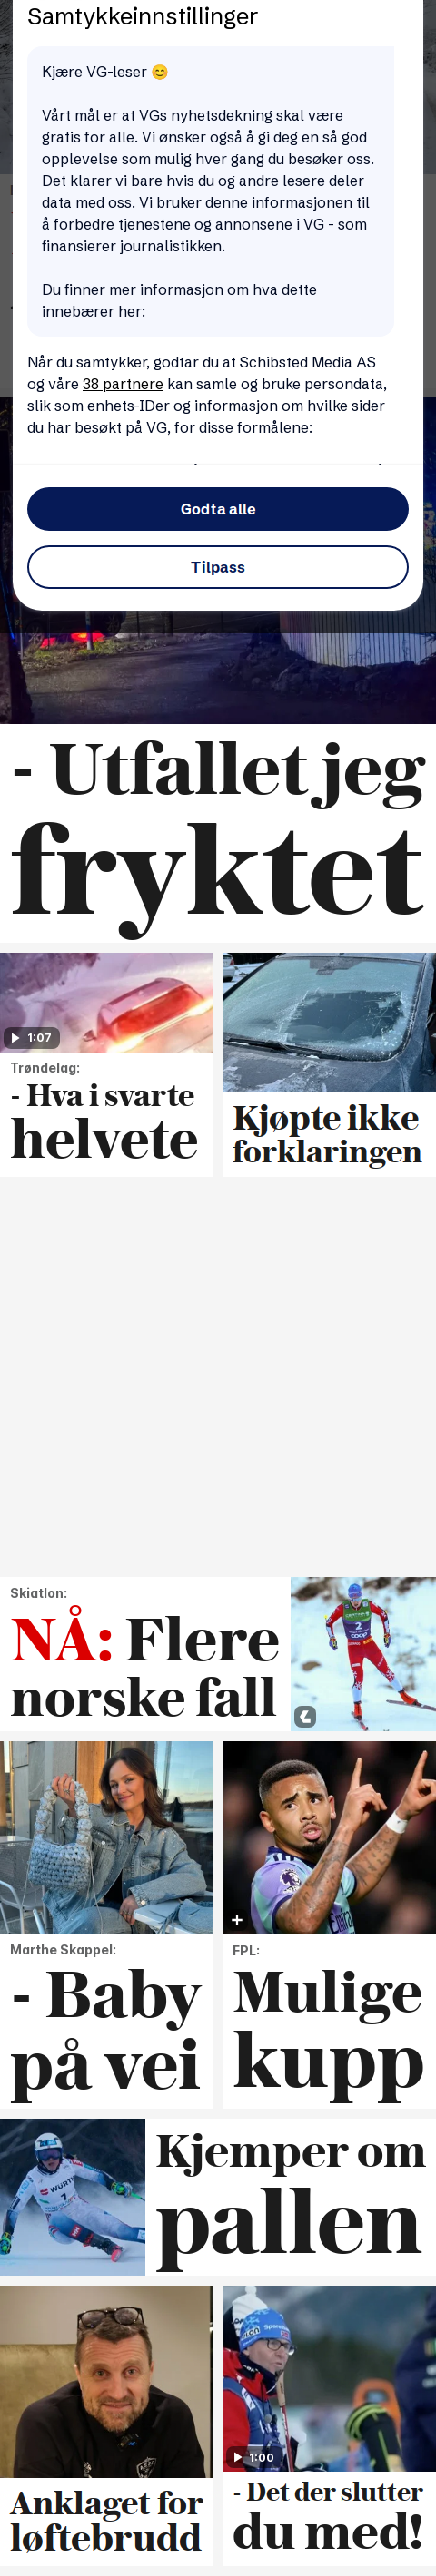 Samtykkeinnstillinger
Kjære VG-leser 😊
Vårt mål er at VGs nyhetsdekning skal være
gratis for alle. Vi ønsker også å gi deg en så god
opplevelse som mulig hver gang du besøker oss.
Det klarer vi bare hvis du og andre lesere deler
data med oss. Vi bruker denne informasjonen til
å forbedre tjenestene og annonsene i VG - som
finansierer journalistikken.
Du finner mer informasjon om hva dette
innebærer her:
Når du samtykker, godtar du at Schibsted Media AS
og våre 38 partnere kan samle og bruke persondata,
slik som enhets-IDer og informasjon om hvilke sider
du har besøkt på VG, for disse formålene:
Godta alle
Tilpass
- Utfallet jeg
fryktet
1:07
Trøndelag:
- Hva i svarte
helvete
Kjøpte ikke
forklaringen
Skiatlon:
NÅ: Flere
norske fall
2
coop
Marthe Skappel:
- Baby
på vei
FPL:
Mulige
kupp
WÜRTH
1
Kjemper om
pallen
Anklaget for
løftebrudd
1:00
- Det der slutter
du med!